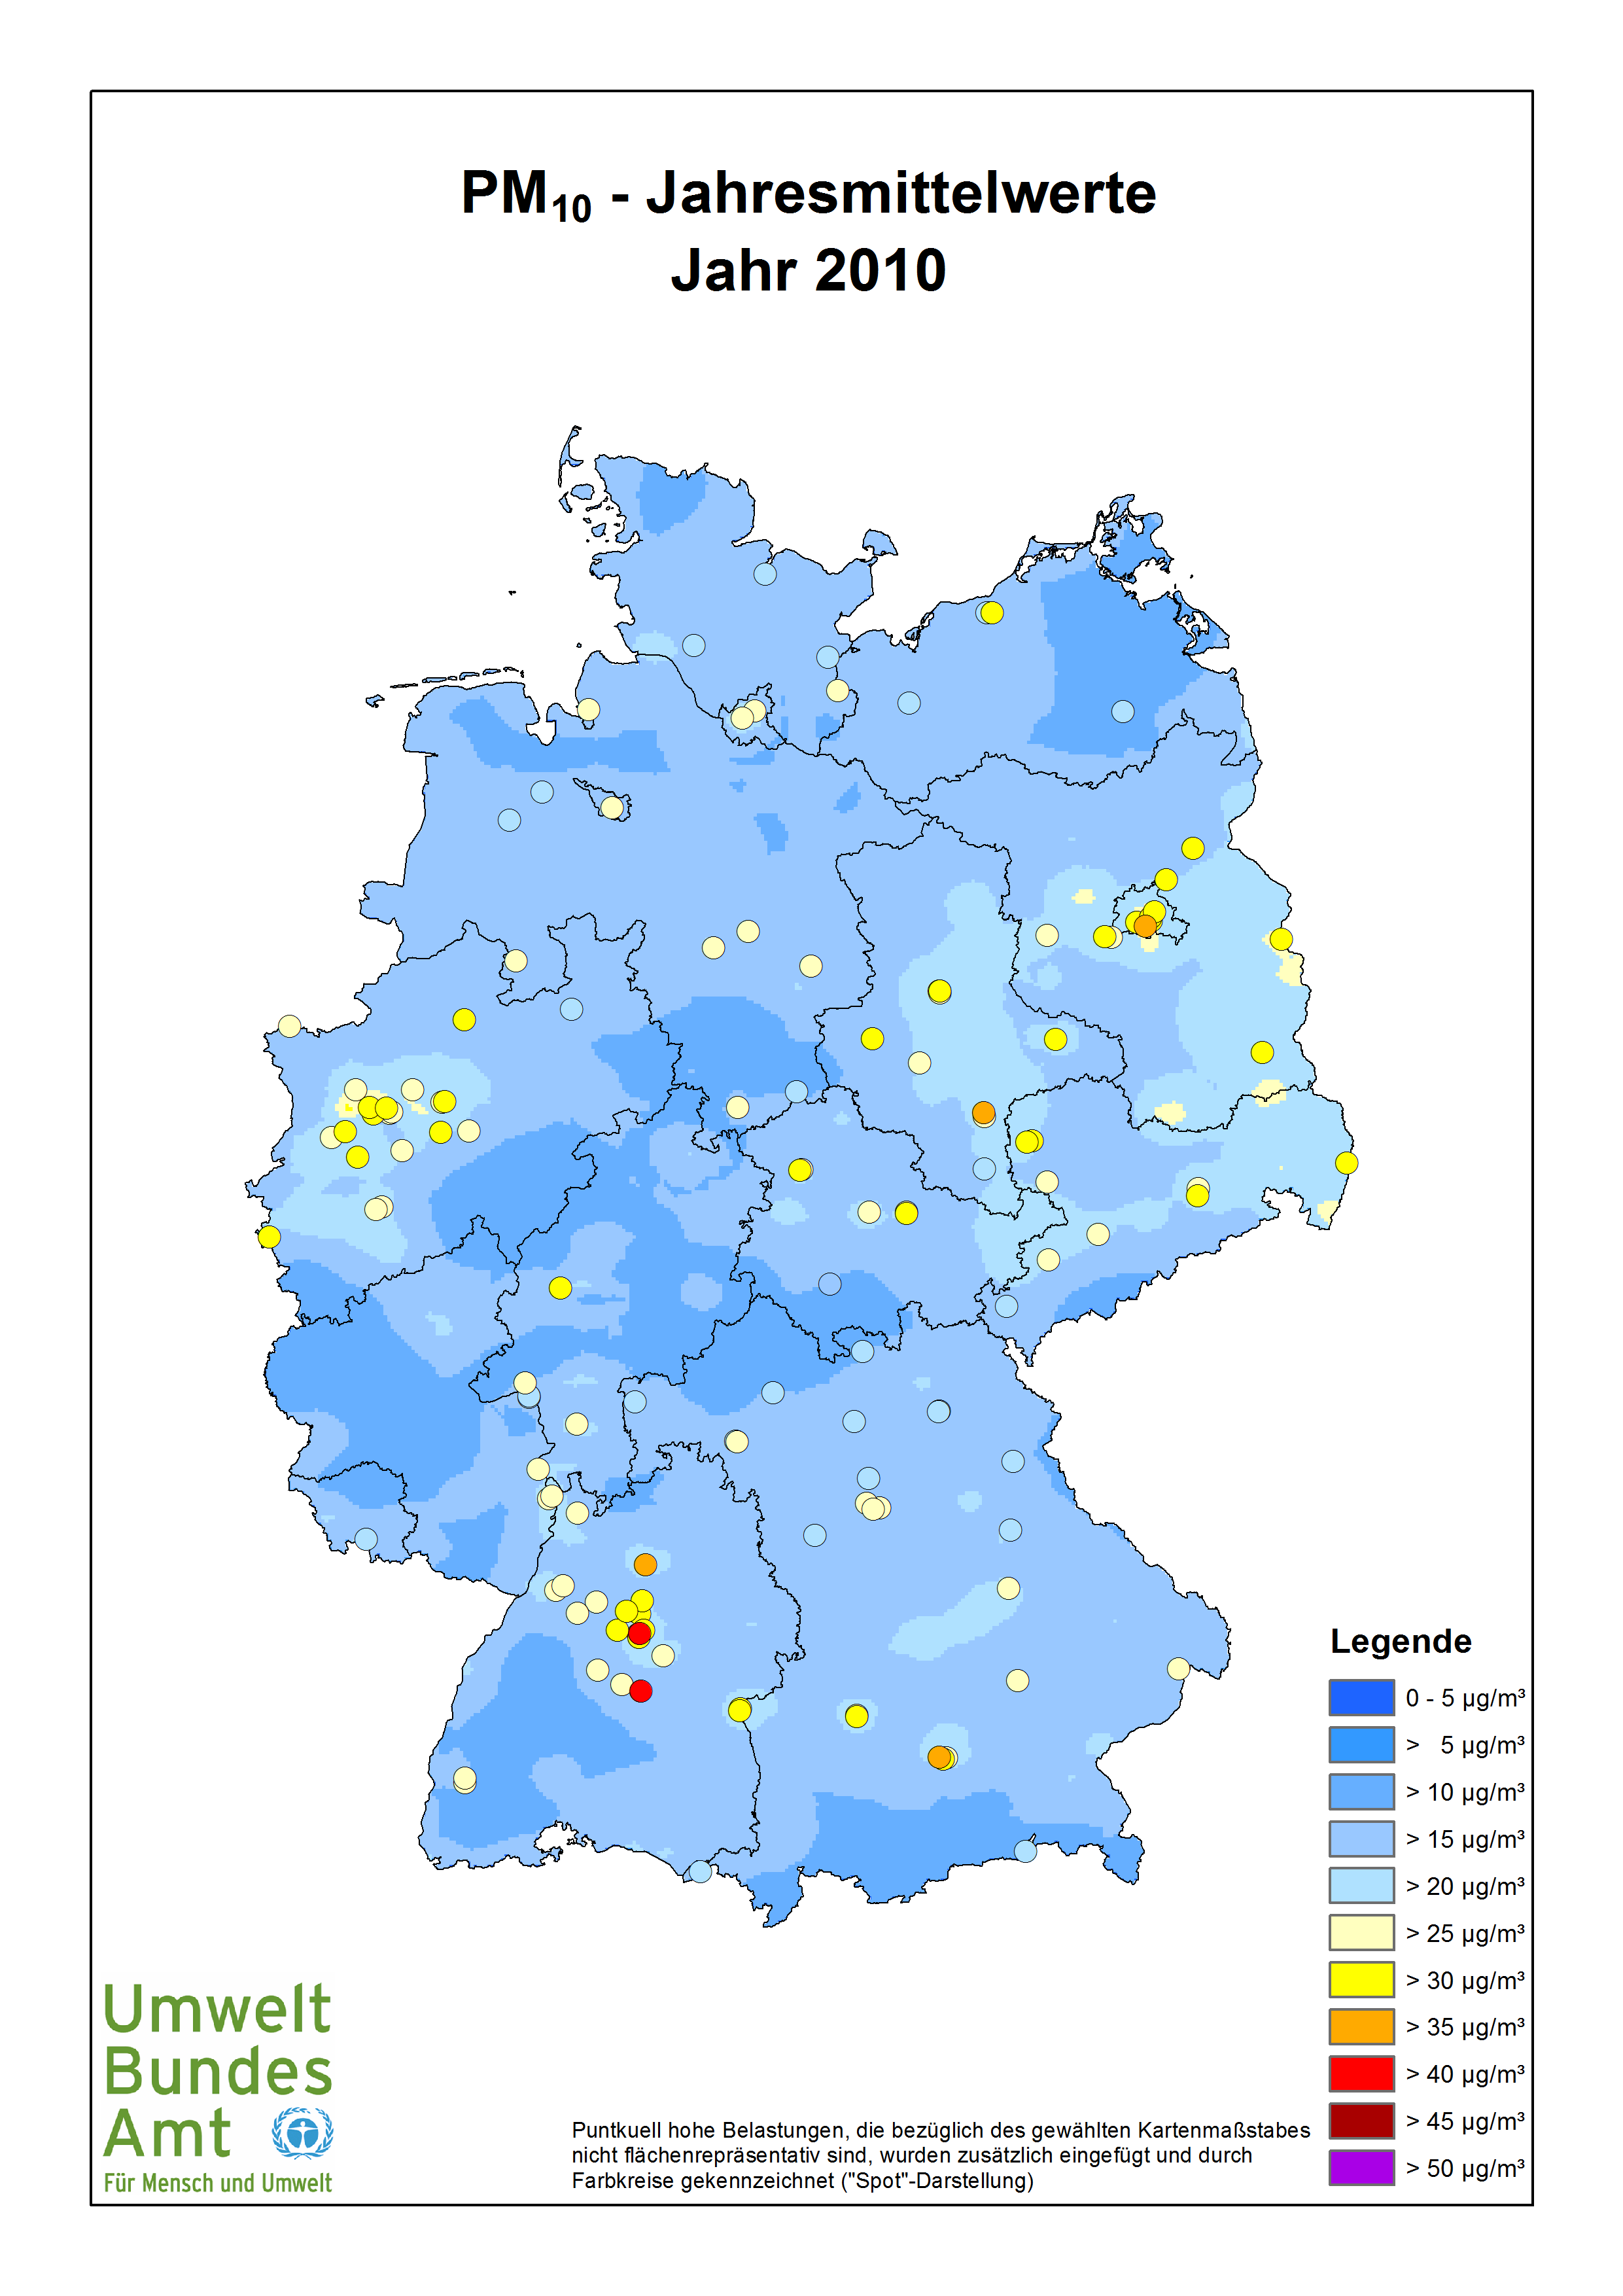 PM₁₀ - Jahresmittelwerte
Jahr 2010
Legende
0 - 5 µg/m³
> 5 µg/m³
> 10 µg/m³
> 15 µg/m³
> 20 µg/m³
> 25 µg/m³
> 30 µg/m³
> 35 µg/m³
> 40 µg/m³
> 45 µg/m³
> 50 µg/m³
Umwelt
Bundes
Amt
Für Mensch und Umwelt
Puntkuell hohe Belastungen, die bezüglich des gewählten Kartenmaßstabes
nicht flächenrepräsentativ sind, wurden zusätzlich eingefügt und durch
Farbkreise gekennzeichnet ("Spot"-Darstellung)